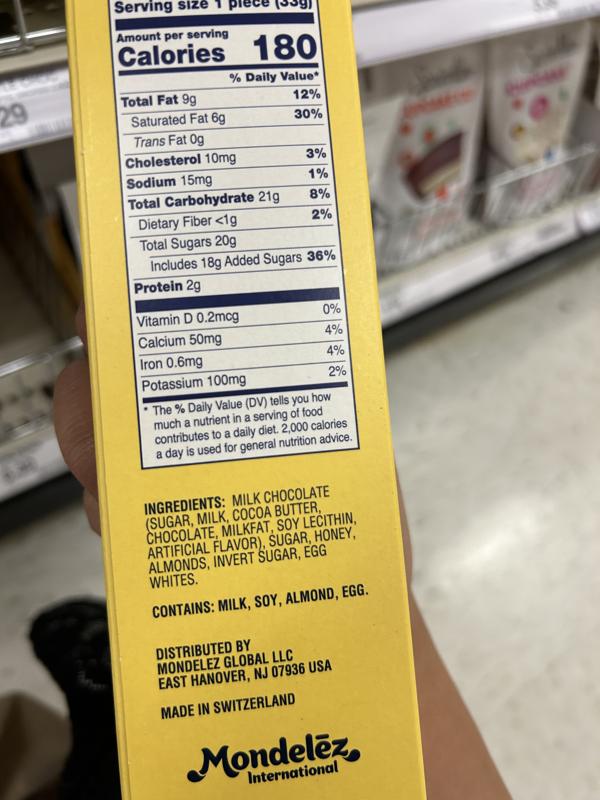 Serving size 1 piece (33g)
Amount per serving
Calories 180
% Daily Value*
Total Fat 9g 12%
Saturated Fat 6g 30%
Trans Fat 0g
Cholesterol 10mg 3%
Sodium 15mg 1%
Total Carbohydrate 21g 8%
Dietary Fiber <1g 2%
Total Sugars 20g
Includes 18g Added Sugars 36%
Protein 2g
Vitamin D 0.2mcg 0%
Calcium 50mg 4%
Iron 0.6mg 4%
Potassium 100mg 2%
* The % Daily Value (DV) tells you how
much a nutrient in a serving of food
contributes to a daily diet. 2,000 calories
a day is used for general nutrition advice.
INGREDIENTS: MILK CHOCOLATE
(SUGAR, MILK, COCOA BUTTER,
CHOCOLATE, MILKFAT, SOY LECITHIN,
ARTIFICIAL FLAVOR), SUGAR, HONEY,
ALMONDS, INVERT SUGAR, EGG
WHITES.
CONTAINS: MILK, SOY, ALMOND, EGG.
DISTRIBUTED BY
MONDELEZ GLOBAL LLC
EAST HANOVER, NJ 07936 USA
MADE IN SWITZERLAND
Mondelēz
International
29